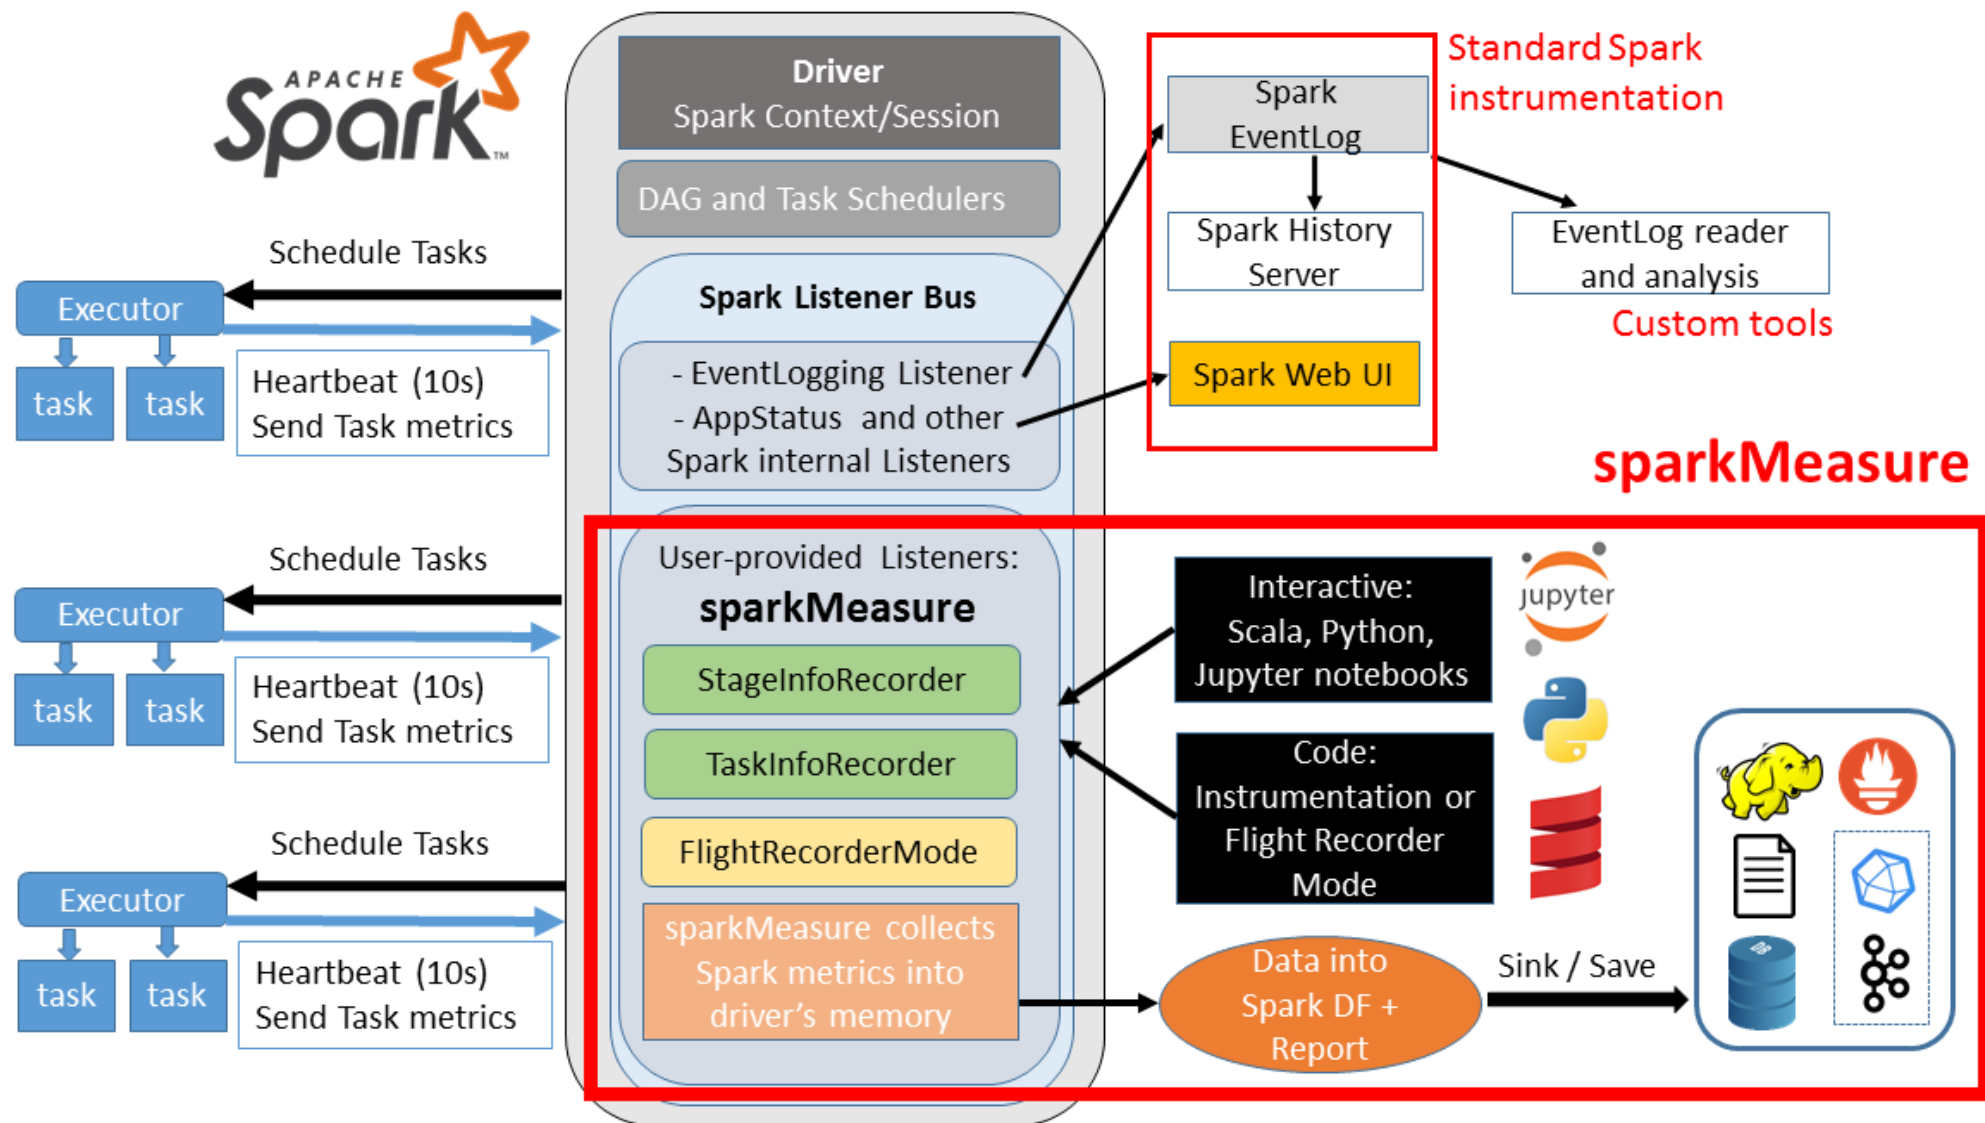 APACHE
Spark™
Driver
Spark Context/Session
DAG and Task Schedulers
Spark Listener Bus
- EventLogging Listener
- AppStatus and other
Spark internal Listeners
Standard Spark
instrumentation
Spark
EventLog
Spark History
Server
Spark Web UI
EventLog reader
and analysis
Custom tools
Schedule Tasks
Executor
task
task
Heartbeat (10s)
Send Task metrics
Schedule Tasks
Executor
task
task
Heartbeat (10s)
Send Task metrics
Schedule Tasks
Executor
task
task
Heartbeat (10s)
Send Task metrics
sparkMeasure
User-provided Listeners:
sparkMeasure
StageInfoRecorder
TaskInfoRecorder
FlightRecorderMode
sparkMeasure collects
Spark metrics into
driver's memory
Interactive:
Scala, Python,
Jupyter notebooks
jupyter
Code:
Instrumentation or
Flight Recorder
Mode
Data into
Spark DF +
Report
Sink / Save
DB